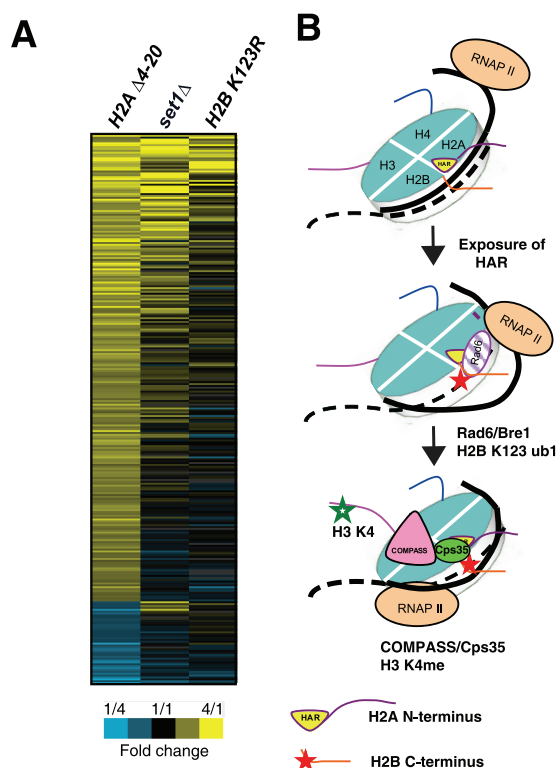 A
H2A Δ4-20
set1Δ
H2B K123R
1/4 1/1 4/1
Fold change
B
RNAP II
H4
H2A
H3
HAR
H2B
Exposure of
HAR
RNAP II
Rad6
Rad6/Bre1
H2B K123 ub1
H3 K4
COMPASS
Cps35
RNAP II
COMPASS/Cps35
H3 K4me
HAR
H2A N-terminus
H2B C-terminus